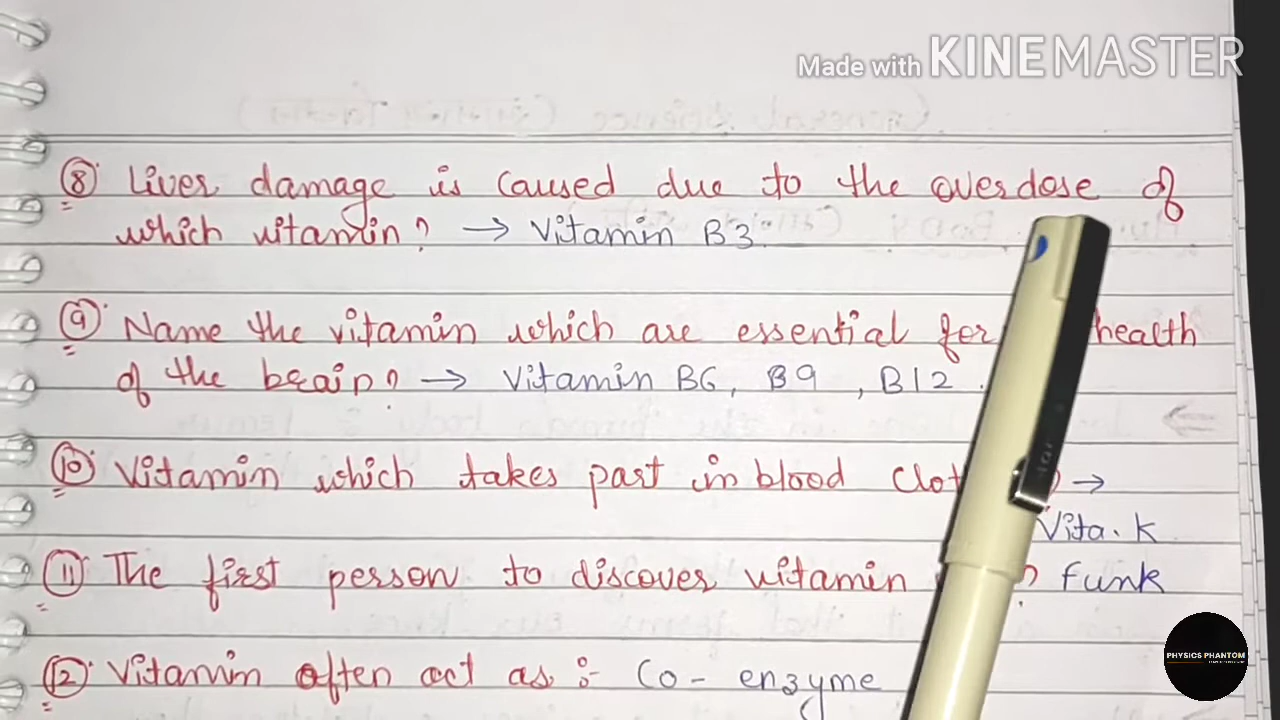 Made with KINEMASTER
8 Liver damage is caused due to the overdose of
which vitamin? → Vitamin B3.
9 Name the vitamin which are essential for health
of the brain? → Vitamin B6, B9, B12.
10 Vitamin which takes part in blood clot →
Vita. K
11 The first person to discover vitamin ? Funk
12 Vitamin often act as :- Co-enzyme
PHYSICS PHANTOM